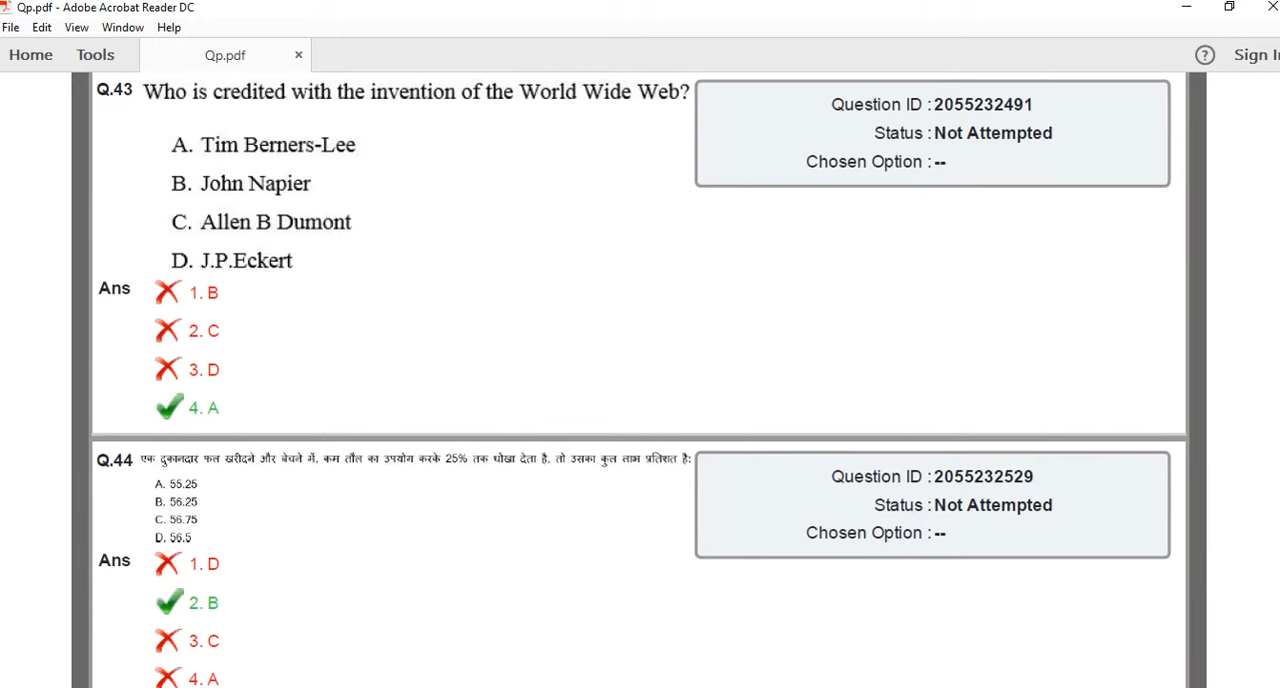 Qp.pdf - Adobe Acrobat Reader DC
File Edit View Window Help
Home Tools Qp.pdf × ? Sign In
Q.43 Who is credited with the invention of the World Wide Web?
A. Tim Berners-Lee
B. John Napier
C. Allen B Dumont
D. J.P.Eckert
Question ID : 2055232491
Status : Not Attempted
Chosen Option : --
Ans 1. B
2. C
3. D
4. A
Q.44 एक दुकानदार फल खरीदने और बेचने में, कम तौल का उपयोग करके 25% तक धोखा देता है, तो उसका कुल लाभ प्रतिशत है:
A. 55.25
B. 56.25
C. 56.75
D. 56.5
Question ID : 2055232529
Status : Not Attempted
Chosen Option : --
Ans 1. D
2. B
3. C
4. A